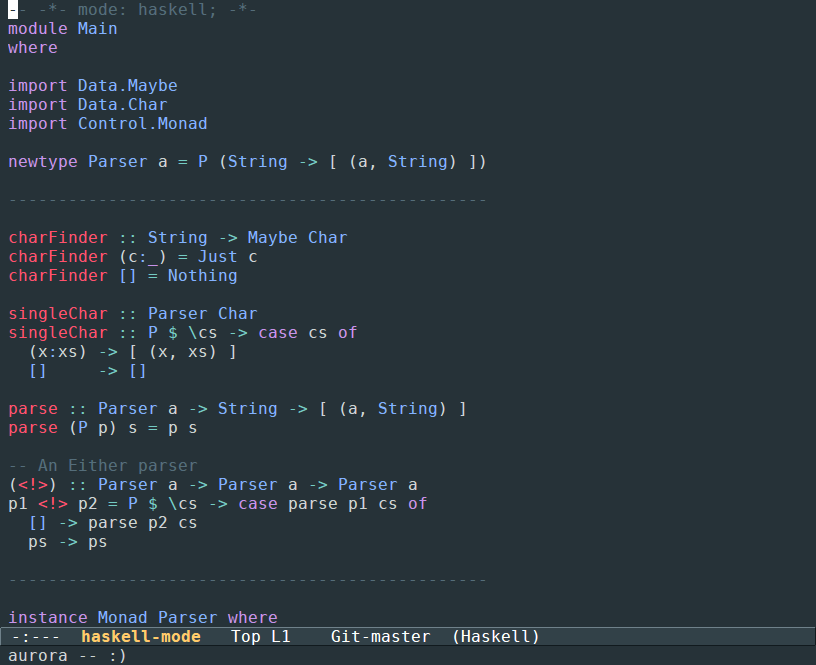 -- -*- mode: haskell; -*-
module Main
where

import Data.Maybe
import Data.Char
import Control.Monad

newtype Parser a = P (String -> [ (a, String) ])

------------------------------------------------

charFinder :: String -> Maybe Char
charFinder (c:_) = Just c
charFinder [] = Nothing

singleChar :: Parser Char
singleChar :: P $ \cs -> case cs of
  (x:xs) -> [ (x, xs) ]
  []     -> []

parse :: Parser a -> String -> [ (a, String) ]
parse (P p) s = p s

-- An Either parser
(<!>) :: Parser a -> Parser a -> Parser a
p1 <!> p2 = P $ \cs -> case parse p1 cs of
  [] -> parse p2 cs
  ps -> ps

------------------------------------------------

instance Monad Parser where
-:---  haskell-mode   Top L1    Git-master  (Haskell)
aurora -- :)